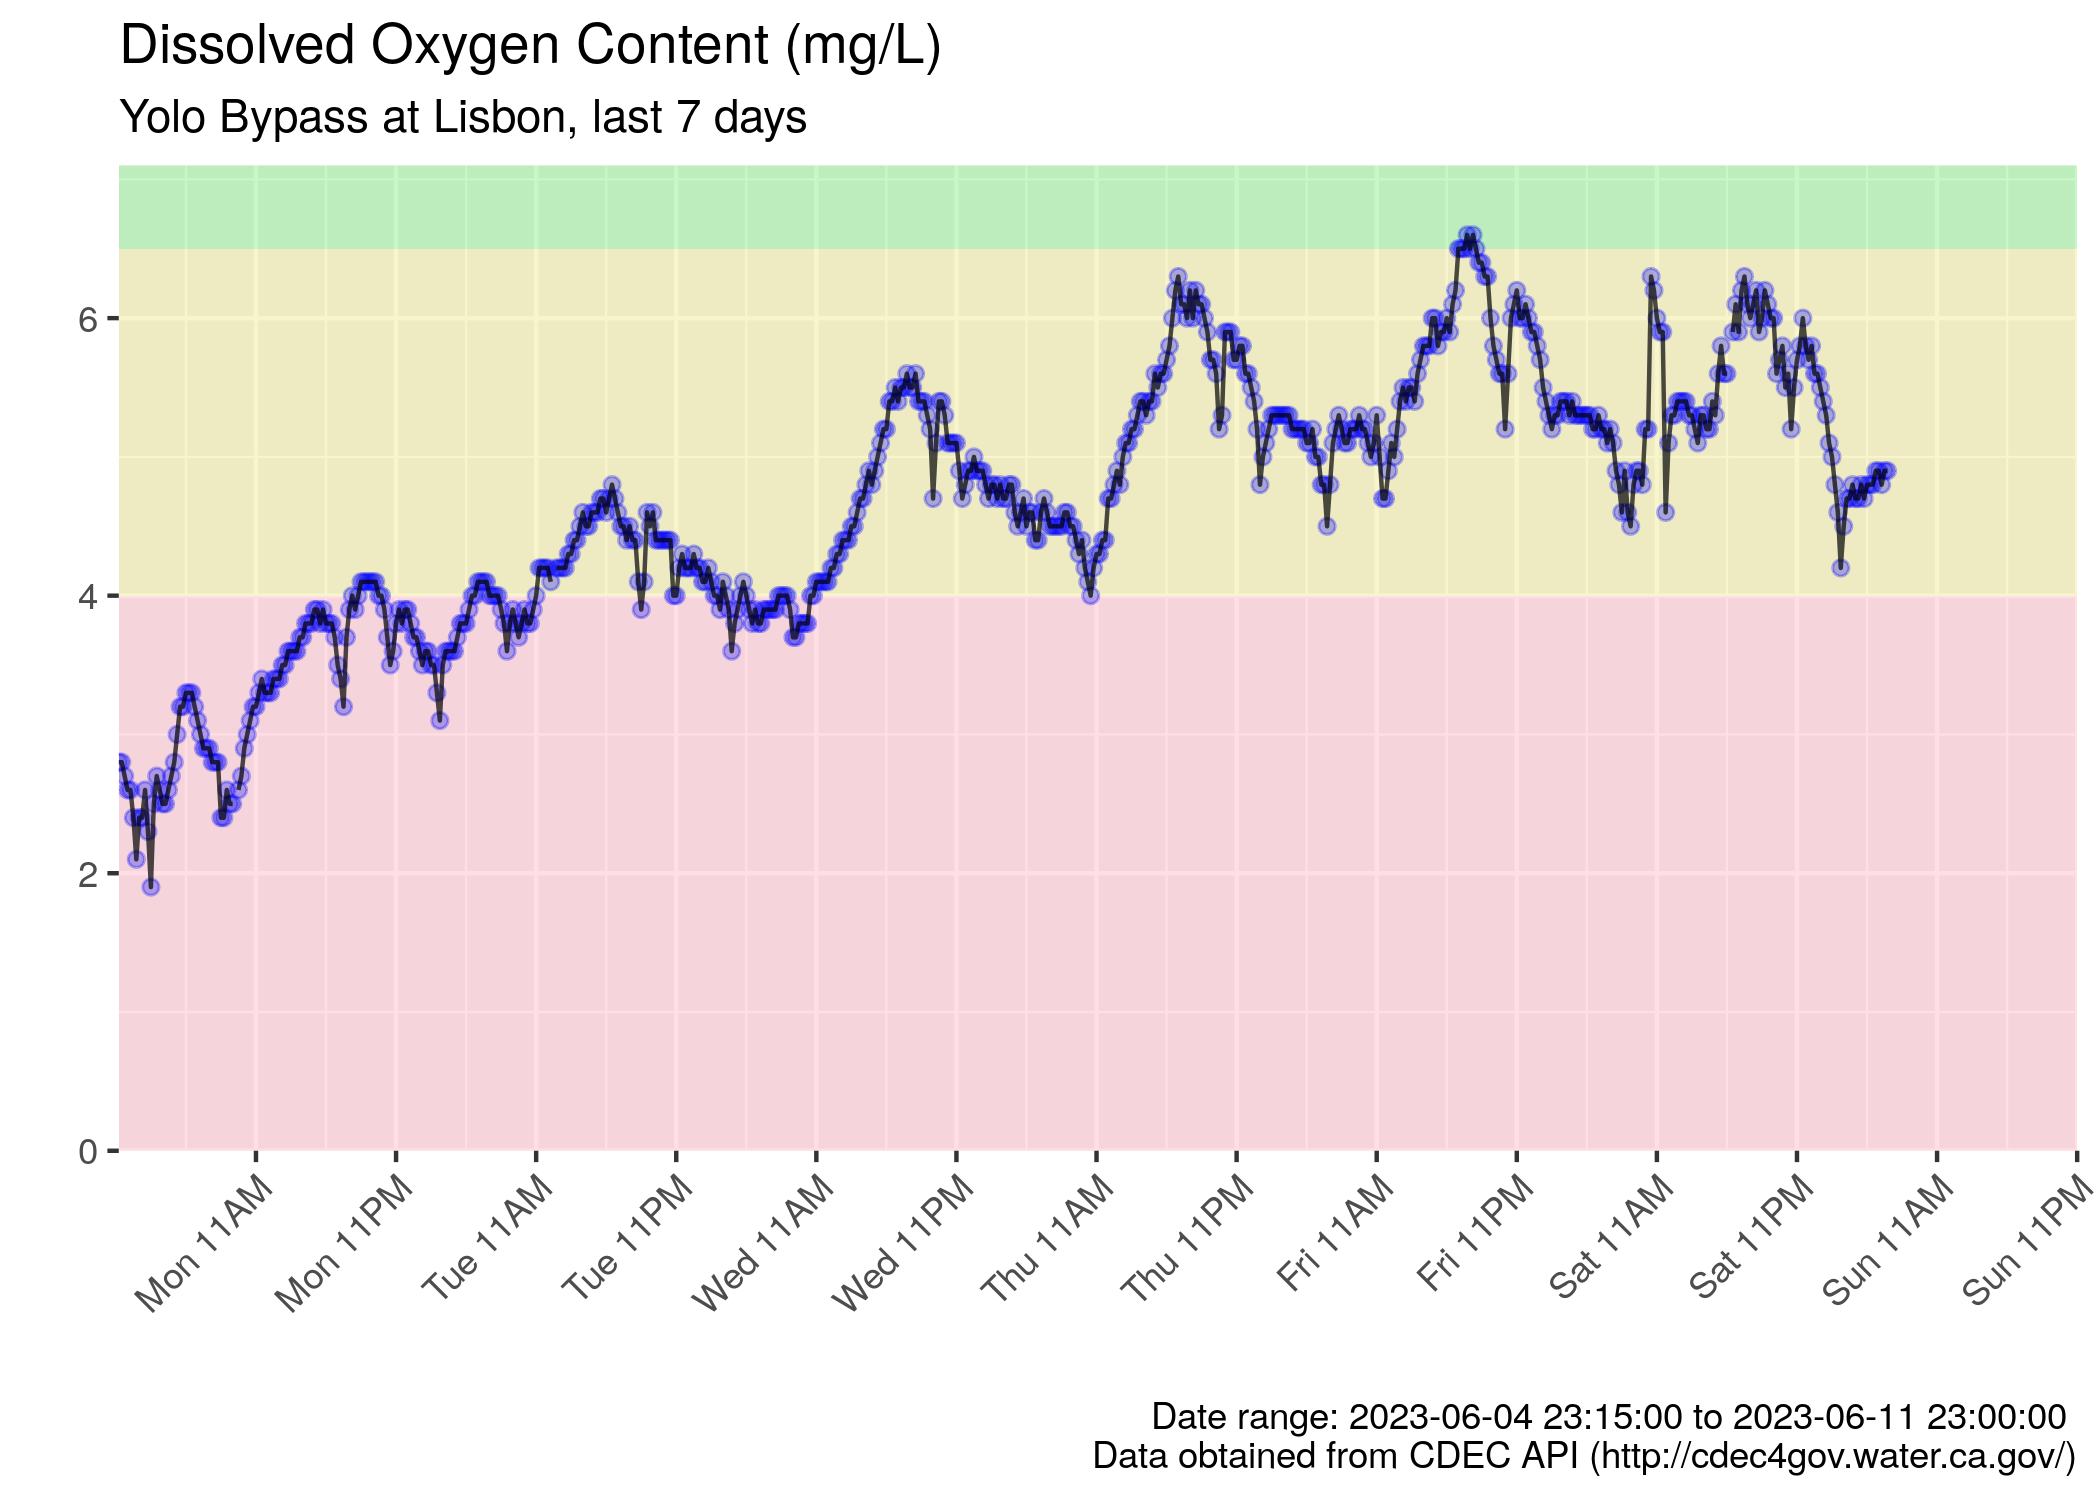 Dissolved Oxygen Content (mg/L)
Yolo Bypass at Lisbon, last 7 days
6
4
2
0
Mon 11AM
Mon 11PM
Tue 11AM
Tue 11PM
Wed 11AM
Wed 11PM
Thu 11AM
Thu 11PM
Fri 11AM
Fri 11PM
Sat 11AM
Sat 11PM
Sun 11AM
Sun 11PM
Date range: 2023-06-04 23:15:00 to 2023-06-11 23:00:00
Data obtained from CDEC API (http://cdec4gov.water.ca.gov/)